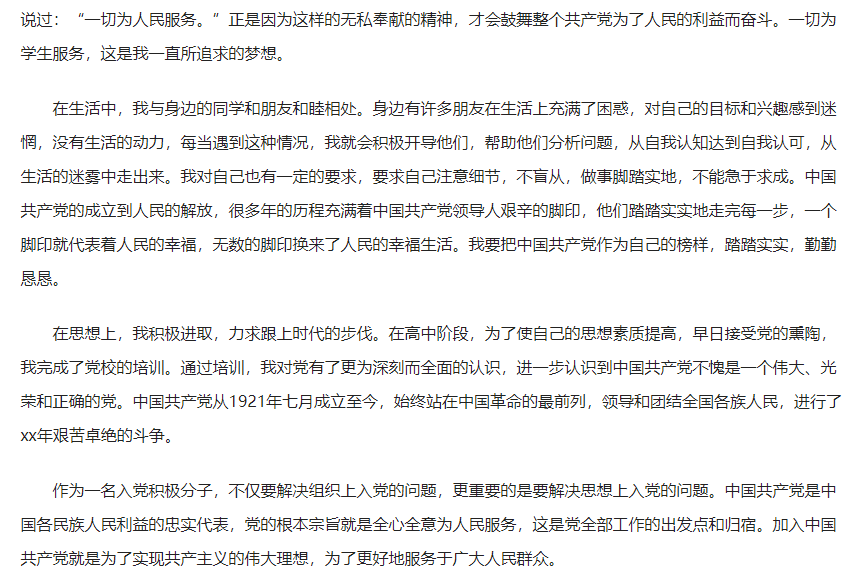 说过：“一切为人民服务。”正是因为这样的无私奉献的精神，才会鼓舞整个共产党为了人民的利益而奋斗。一切为
学生服务，这是我一直所追求的梦想。
在生活中，我与身边的同学和朋友和睦相处。身边有许多朋友在生活上充满了困惑，对自己的目标和兴趣感到迷
惘，没有生活的动力，每当遇到这种情况，我就会积极开导他们，帮助他们分析问题，从自我认知达到自我认可，从
生活的迷雾中走出来。我对自己也有一定的要求，要求自己注意细节，不盲从，做事脚踏实地，不能急于求成。中国
共产党的成立到人民的解放，很多年的历程充满着中国共产党领导人艰辛的脚印，他们踏踏实实地走完每一步，一个
脚印就代表着人民的幸福，无数的脚印换来了人民的幸福生活。我要把中国共产党作为自己的榜样，踏踏实实，勤勤
恳恳。
在思想上，我积极进取，力求跟上时代的步伐。在高中阶段，为了使自己的思想素质提高，早日接受党的熏陶，
我完成了党校的培训。通过培训，我对党有了更为深刻而全面的认识，进一步认识到中国共产党不愧是一个伟大、光
荣和正确的党。中国共产党从1921年七月成立至今，始终站在中国革命的最前列，领导和团结全国各族人民，进行了
xx年艰苦卓绝的斗争。
作为一名入党积极分子，不仅要解决组织上入党的问题，更重要的是要解决思想上入党的问题。中国共产党是中
国各民族人民利益的忠实代表，党的根本宗旨就是全心全意为人民服务，这是党全部工作的出发点和归宿。加入中国
共产党就是为了实现共产主义的伟大理想，为了更好地服务于广大人民群众。